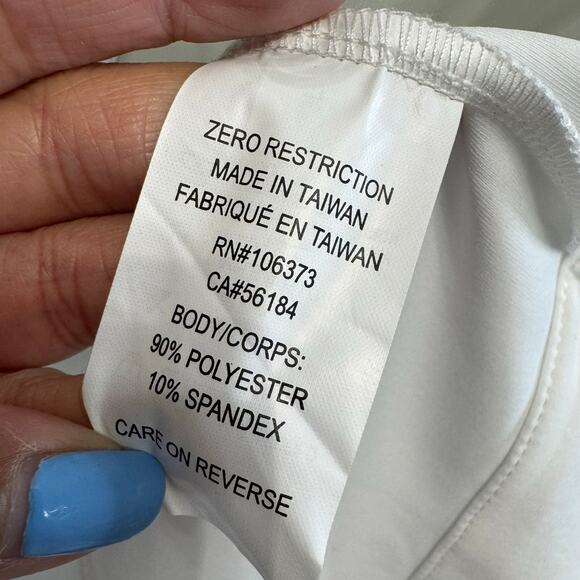 ZERO RESTRICTION
MADE IN TAIWAN
FABRIQUÉ EN TAIWAN
RN#106373
CA#56184
BODY/CORPS:
90% POLYESTER
10% SPANDEX
CARE ON REVERSE